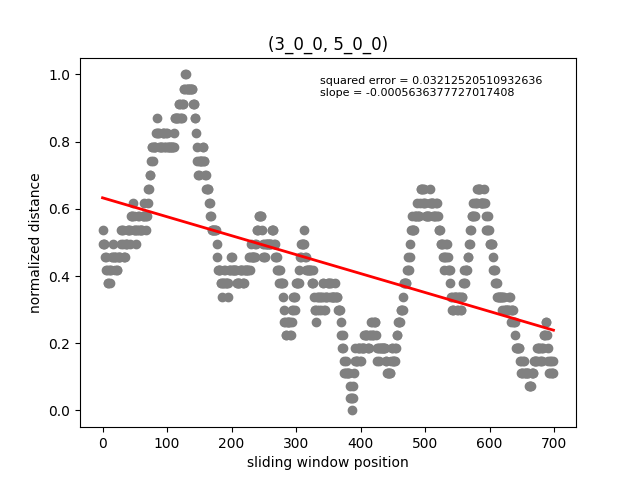 (3_0_0, 5_0_0)
squared error = 0.03212520510932636
slope = -0.0005636377727017408
1.0
0.8
0.6
0.4
0.2
0.0
normalized distance
0 100 200 300 400 500 600 700
sliding window position